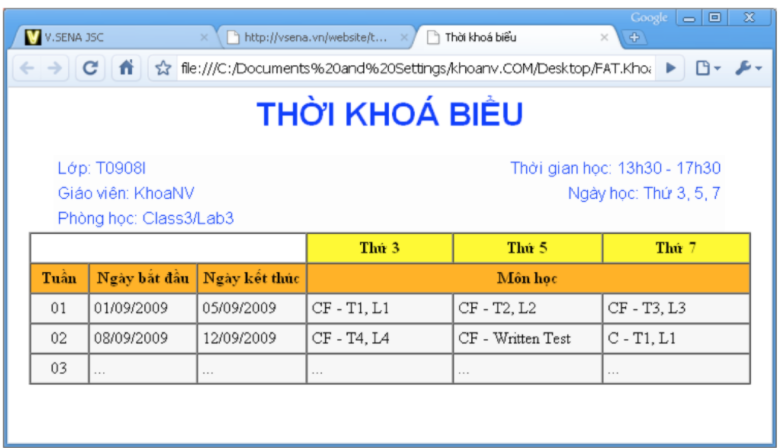 Google
V.SENA JSC
http://vsena.vn/website/t...
Thời khoá biểu
file:///C:/Documents%20and%20Settings/khoanv.COM/Desktop/FAT.Khoa
THỜI KHOÁ BIỂU
Lớp: T0908I Thời gian học: 13h30 - 17h30
Giáo viên: KhoaNV Ngày học: Thứ 3, 5, 7
Phòng học: Class3/Lab3
Thứ 3 Thứ 5 Thứ 7
Tuần Ngày bắt đầu Ngày kết thúc Môn học
01 01/09/2009 05/09/2009 CF - T1, L1 CF - T2, L2 CF - T3, L3
02 08/09/2009 12/09/2009 CF - T4, L4 CF - Written Test C - T1, L1
03 ... ... ... ... ...